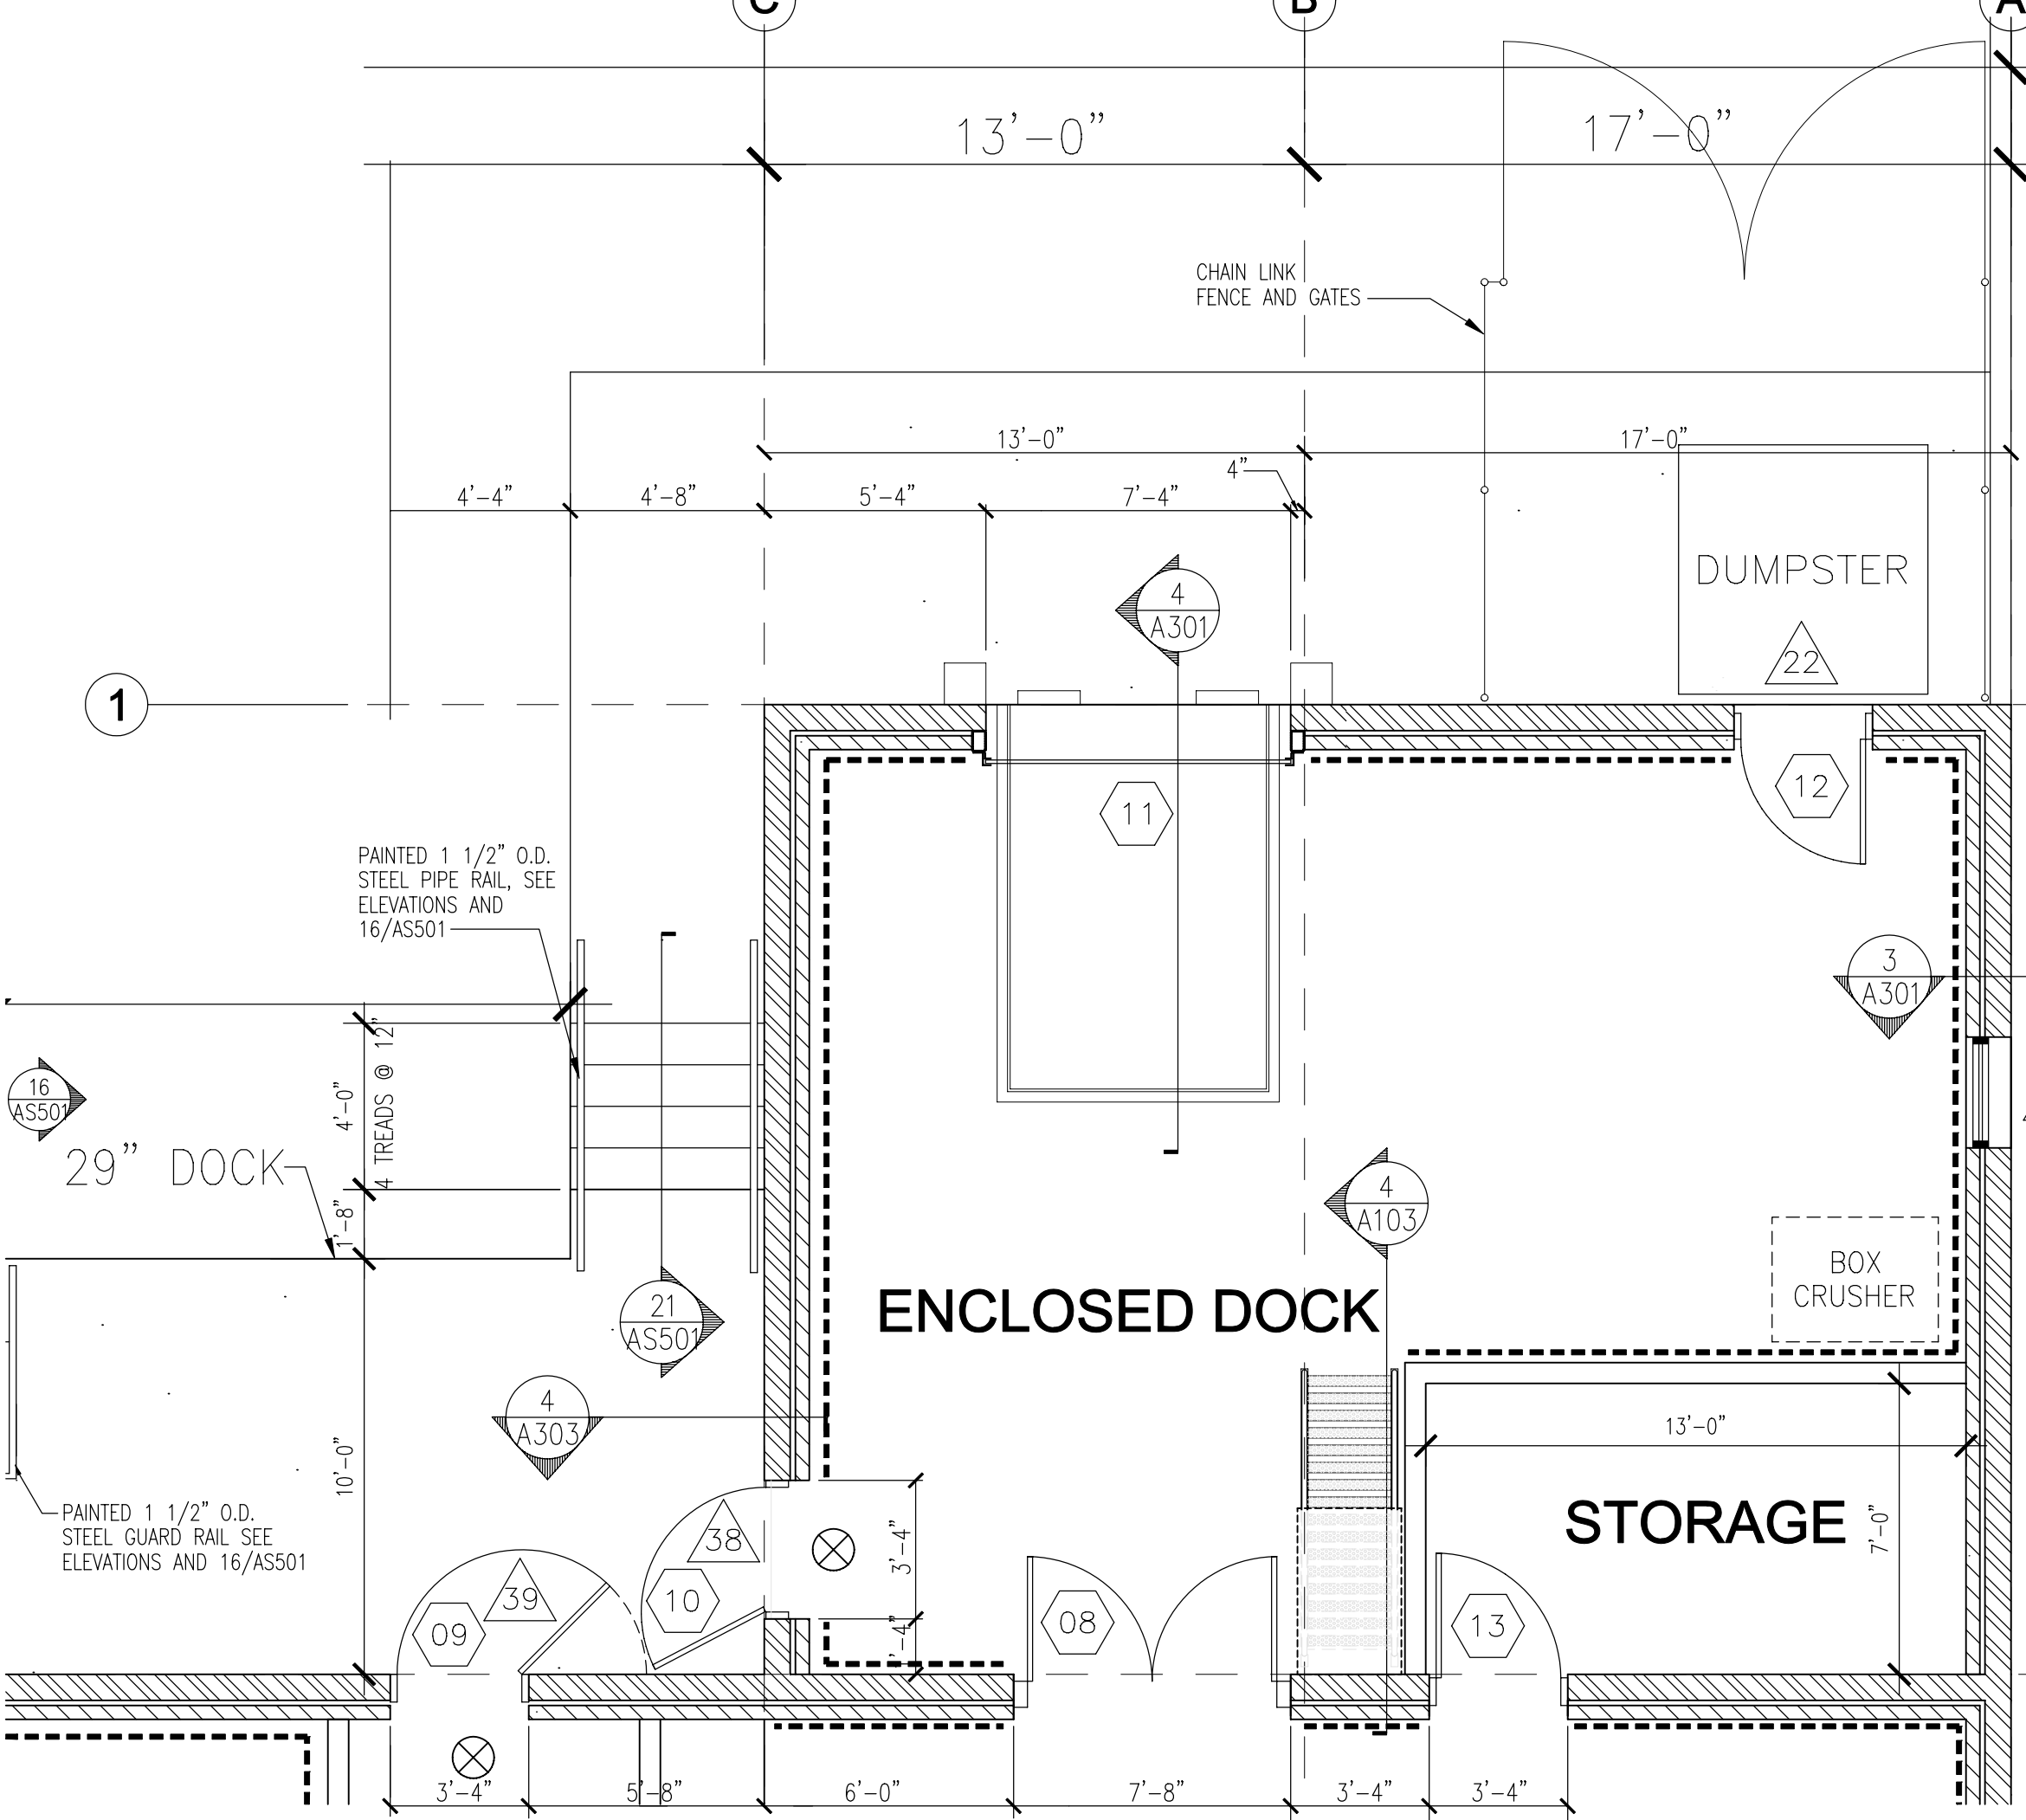 C
B
A
13'-0"
17'-0"
CHAIN LINK
FENCE AND GATES
13'-0"
17'-0"
4"
4'-4"
4'-8"
5'-4"
7'-4"
DUMPSTER
22
4
A301
1
11
12
PAINTED 1 1/2" O.D.
STEEL PIPE RAIL, SEE
ELEVATIONS AND
16/AS501
3
A301
16
AS501
4'-0"
4 TREADS @ 12"
29" DOCK
1'-8"
4
A103
BOX
CRUSHER
ENCLOSED DOCK
21
AS501
4
A303
10'-0"
13'-0"
STORAGE
7'-0"
PAINTED 1 1/2" O.D.
STEEL GUARD RAIL SEE
ELEVATIONS AND 16/AS501
38
39
10
09
3'-4"
08
13
3'-4"
5'-8"
6'-0"
7'-8"
3'-4"
3'-4"